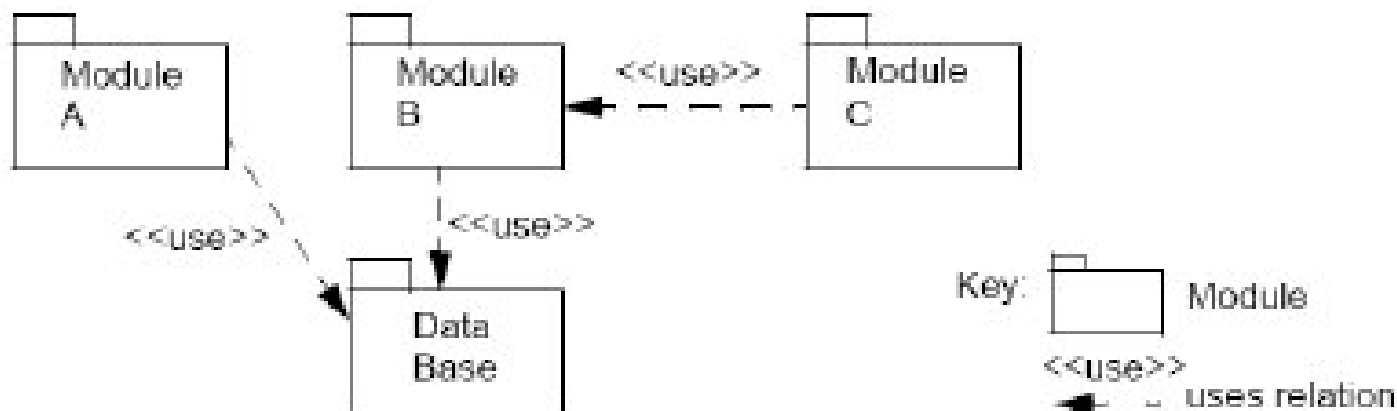 Module
A
Module
B
<<use>>
Module
C
<<use>>
<<use>>
Data
Base
Key:
Module
<<use>>
uses relation